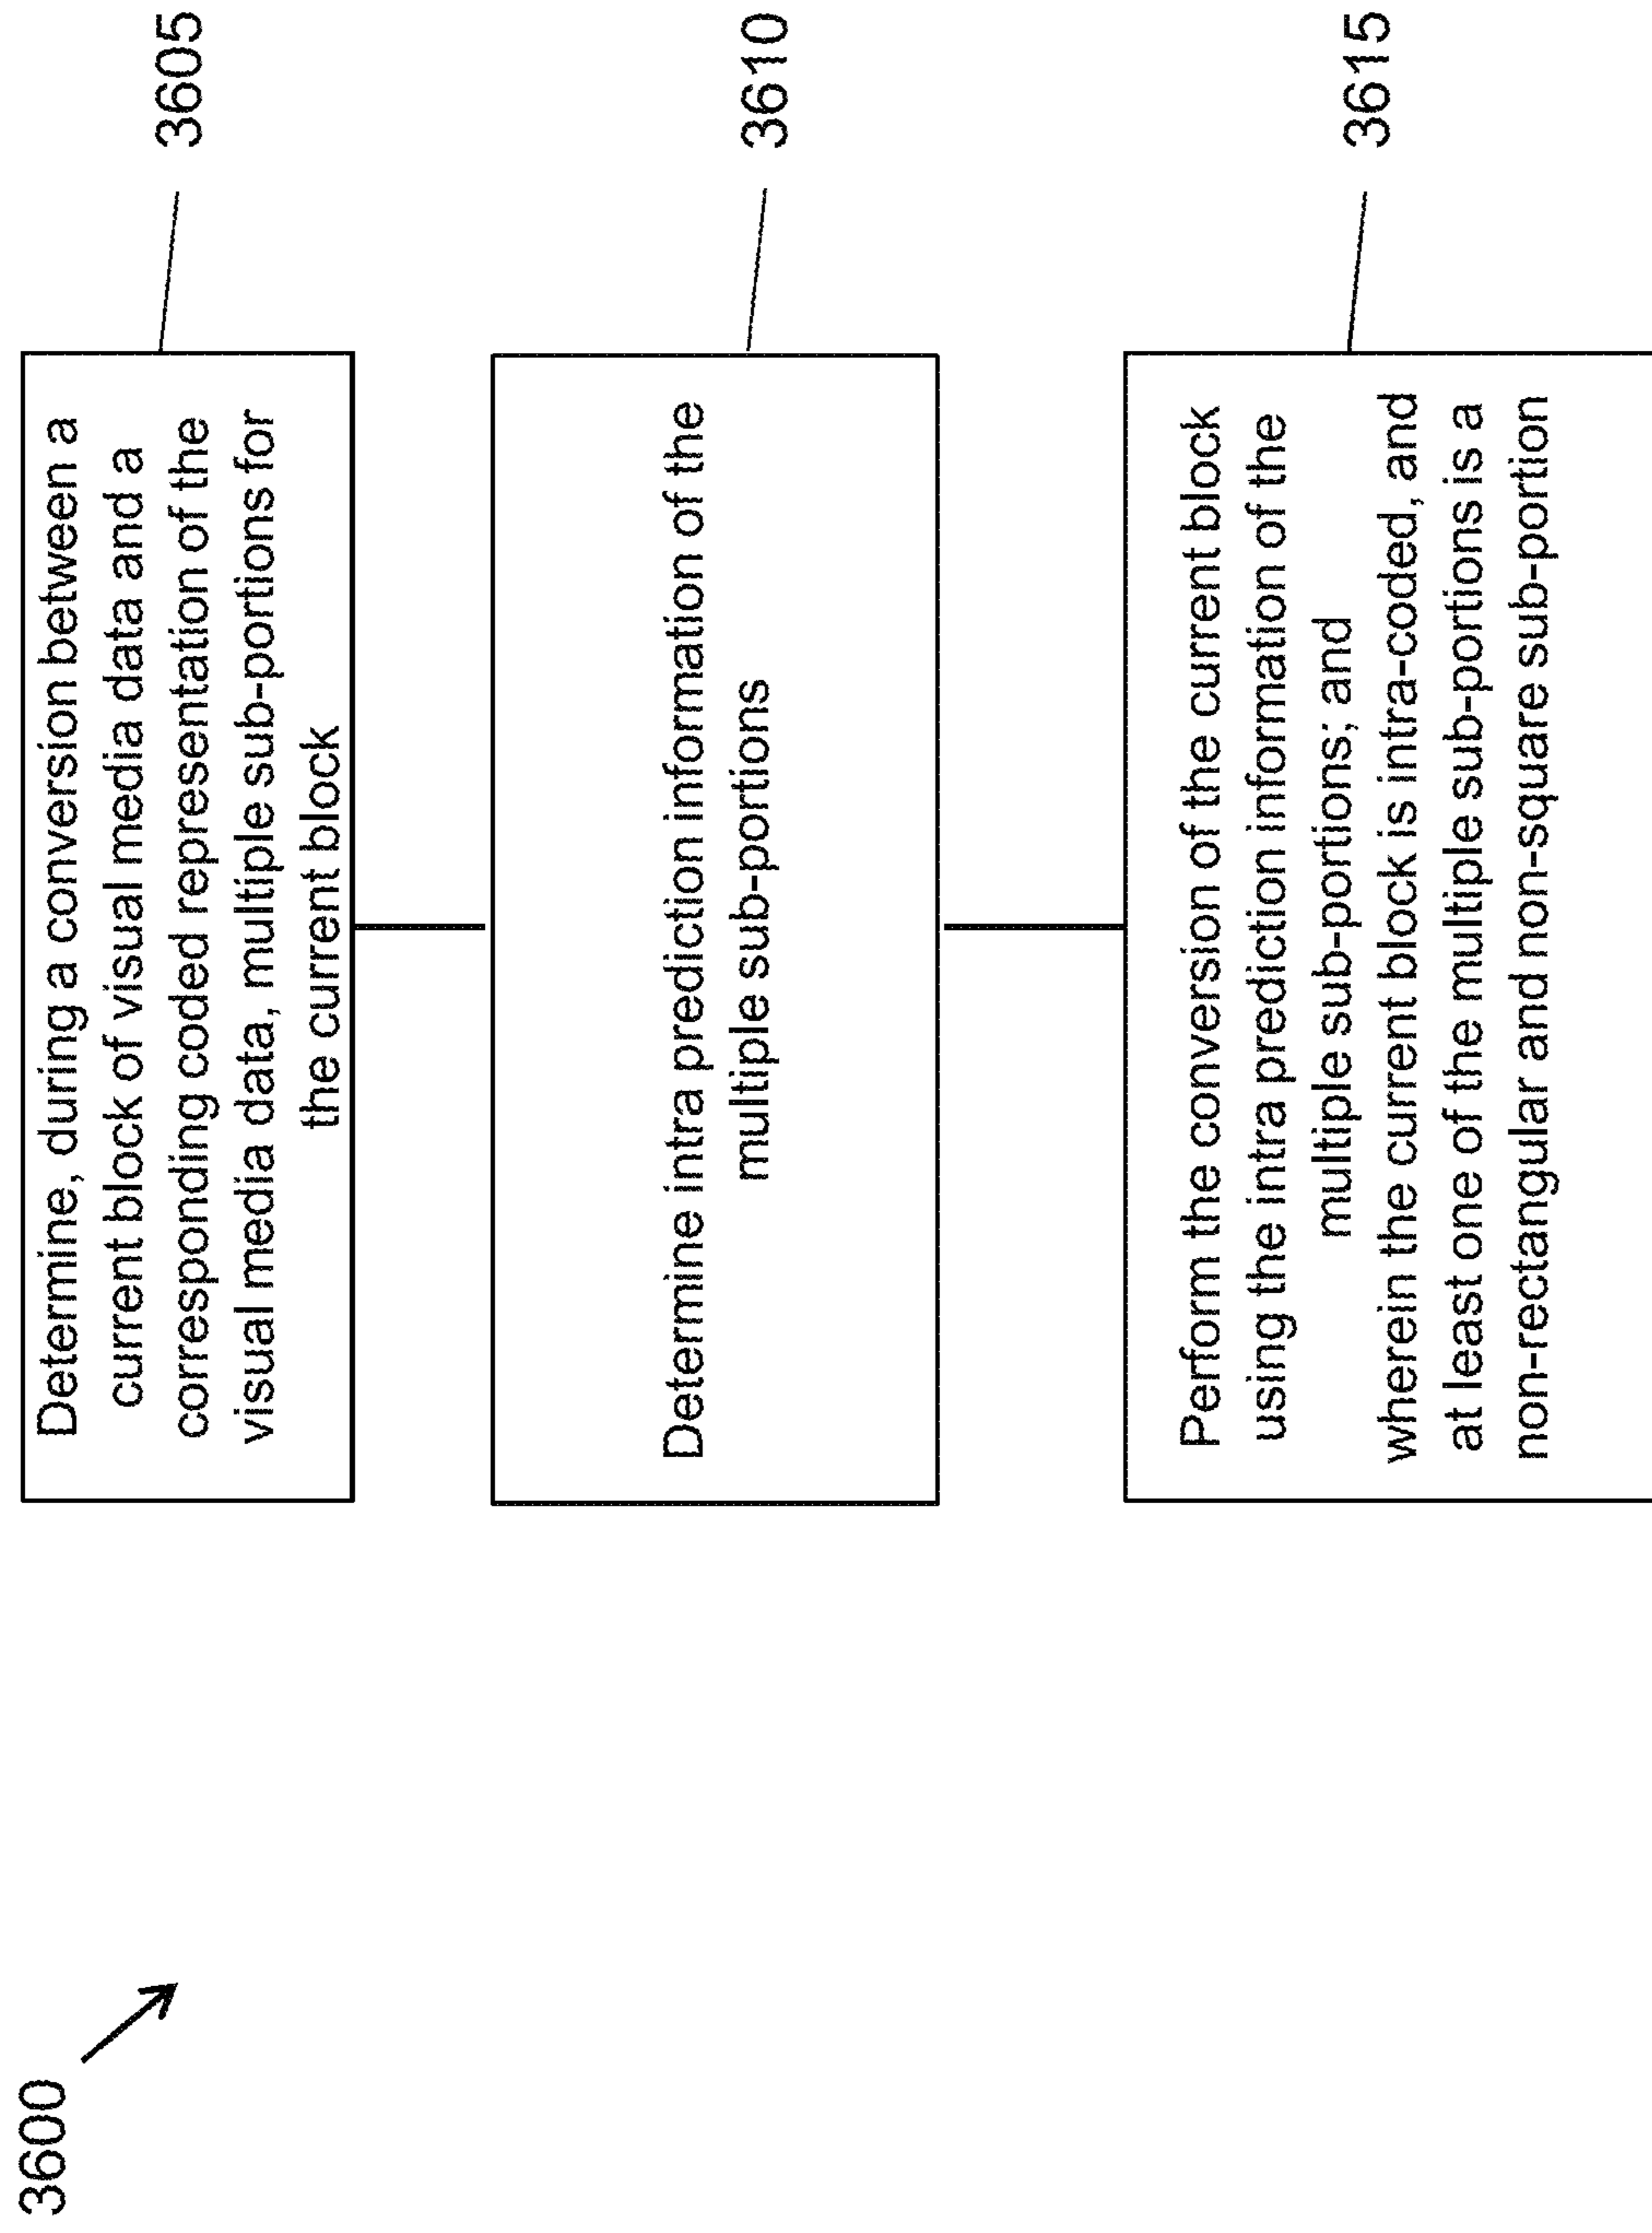 3600
Determine, during a conversion between a
current block of visual media data and a
corresponding coded representation of the
visual media data, multiple sub-portions for
the current block
3605
Determine intra prediction information of the
multiple sub-portions
3610
Perform the conversion of the current block
using the intra prediction information of the
multiple sub-portions; and
wherein the current block is intra-coded, and
at least one of the multiple sub-portions is a
non-rectangular and non-square sub-portion
3615